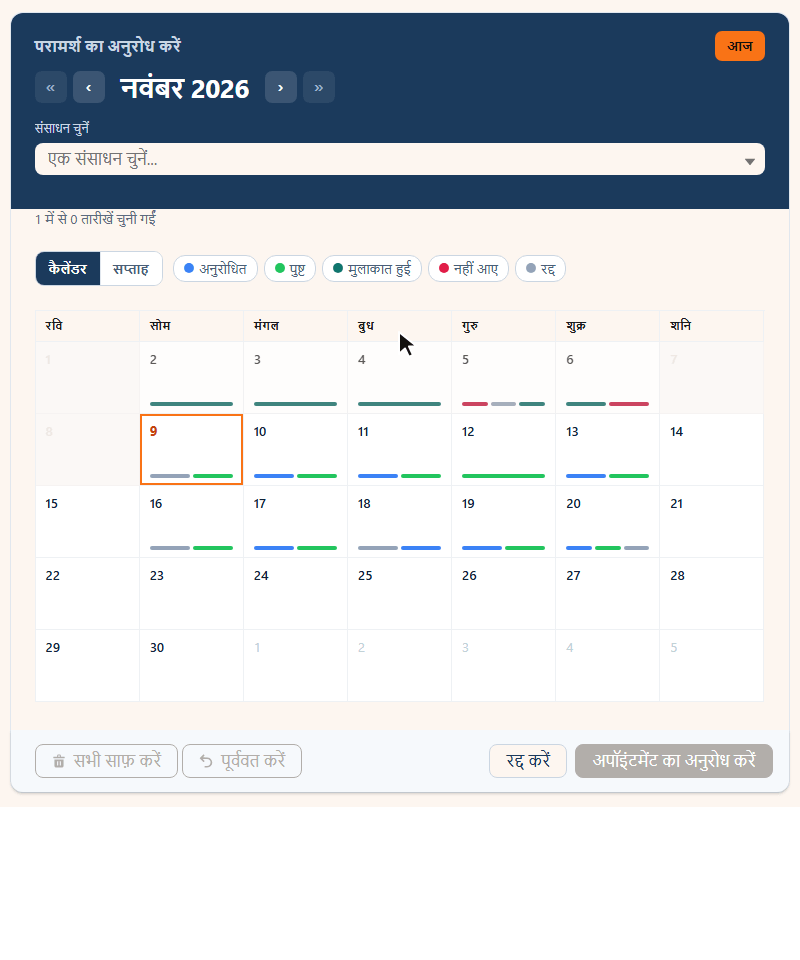 परामर्श का अनुरोध करें
आज
« ‹ नवंबर 2026 › »
संसाधन चुनें
एक संसाधन चुनें...
1 में से 0 तारीखें चुनी गईं
कैलेंडर सप्ताह अनुरोधित पुष्ट मुलाकात हुई नहीं आए रद्द
रवि सोम मंगल बुध गुरु शुक्र शनि
1 2 3 4 5 6 7
8 9 10 11 12 13 14
15 16 17 18 19 20 21
22 23 24 25 26 27 28
29 30 1 2 3 4 5
सभी साफ़ करें पूर्ववत करें रद्द करें अपॉइंटमेंट का अनुरोध करें